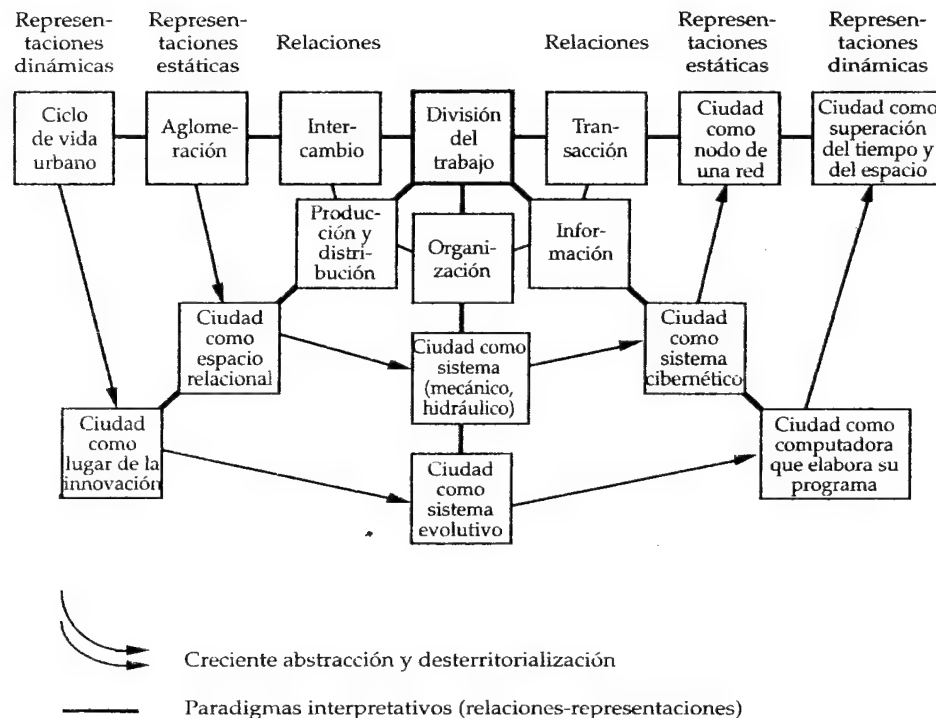 Represen-
taciones
dinámicas
Represen-
taciones
estáticas
Relaciones
Relaciones
Represen-
taciones
estáticas
Represen-
taciones
dinámicas
Ciclo
de vida
urbano
Aglome-
ración
Inter-
cambio
División
del
trabajo
Tran-
sacción
Ciudad
como
nodo de
una red
Ciudad como
superación
del tiempo y
del espacio
Produc-
ción y
distri-
bución
Organi-
zación
Infor-
mación
Ciudad
como
espacio
relacional
Ciudad como
sistema
(mecánico,
hidráulico)
Ciudad
como
sistema
cibernético
Ciudad
como
lugar de la
innovación
Ciudad
como
sistema
evolutivo
Ciudad como
computadora
que elabora su
programa
Creciente abstracción y desterritorialización
Paradigmas interpretativos (relaciones-representaciones)